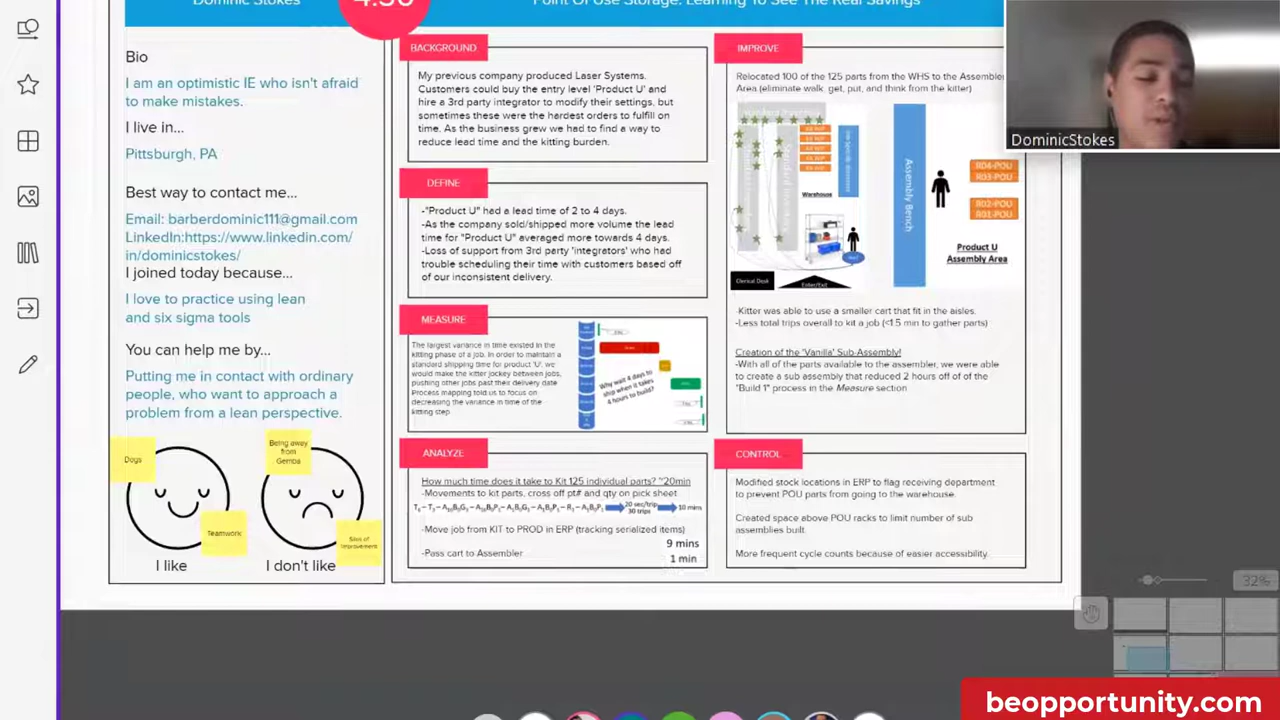 Dominic Stokes
4:30
Point Of Use Storage: Learning To See The Real Savings
Bio
I am an optimistic IE who isn't afraid
to make mistakes.
I live in...
Pittsburgh, PA
Best way to contact me...
Email: barberdominic111@gmail.com
LinkedIn:https://www.linkedin.com/
in/dominicstokes/
I joined today because...
I love to practice using lean
and six sigma tools
You can help me by...
Putting me in contact with ordinary
people, who want to approach a
problem from a lean perspective.
Dogs
Teamwork
I like
Being away
from
Gemba
Silos of
Improvement
I don't like
BACKGROUND
My previous company produced Laser Systems.
Customers could buy the entry level 'Product U' and
hire a 3rd party integrator to modify their settings, but
sometimes these were the hardest orders to fulfill on
time. As the business grew we had to find a way to
reduce lead time and the kitting burden.
DEFINE
-"Product U" had a lead time of 2 to 4 days.
-As the company sold/shipped more volume the lead
time for "Product U" averaged more towards 4 days.
-Loss of support from 3rd party 'integrators' who had
trouble scheduling their time with customers based off
of our inconsistent delivery.
MEASURE
The largest variance in time existed in the
kitting phase of a job. In order to maintain a
standard shipping time for product 'U', we
would make the kitter jockey between jobs,
pushing other jobs past their delivery date
Process mapping told us to focus on
decreasing the variance in time of the
kitting step.
Why wait 4 days to
ship when it takes
4 hours to build?
ANALYZE
How much time does it take to Kit 125 individual parts? ~20min
-Movements to kit parts, cross off pt# and qty on pick sheet
20 sec/trip
30 trips
10 mins
-Move job from KIT to PROD in ERP (tracking serialized items)
9 mins
-Pass cart to Assembler
1 min
IMPROVE
Relocated 100 of the 125 parts from the WHS to the Assembler
Area (eliminate walk, get, put, and think from the kitter)
Warehouse
Clerical Desk
Enter/Exit
Assembly Bench
R04-POU
R03-POU
R02-POU
R01-POU
Product U
Assembly Area
-Kitter was able to use a smaller cart that fit in the aisles.
-Less total trips overall to kit a job (<1.5 min to gather parts)
Creation of the 'Vanilla' Sub-Assembly!
-With all of the parts available to the assembler, we were able
to create a sub assembly that reduced 2 hours off of of the
"Build 1" process in the Measure section
CONTROL
Modified stock locations in ERP to flag receiving department
to prevent POU parts from going to the warehouse.
Created space above POU racks to limit number of sub
assemblies built.
More frequent cycle counts because of easier accessibility.
DominicStokes
32%
beopportunity.com